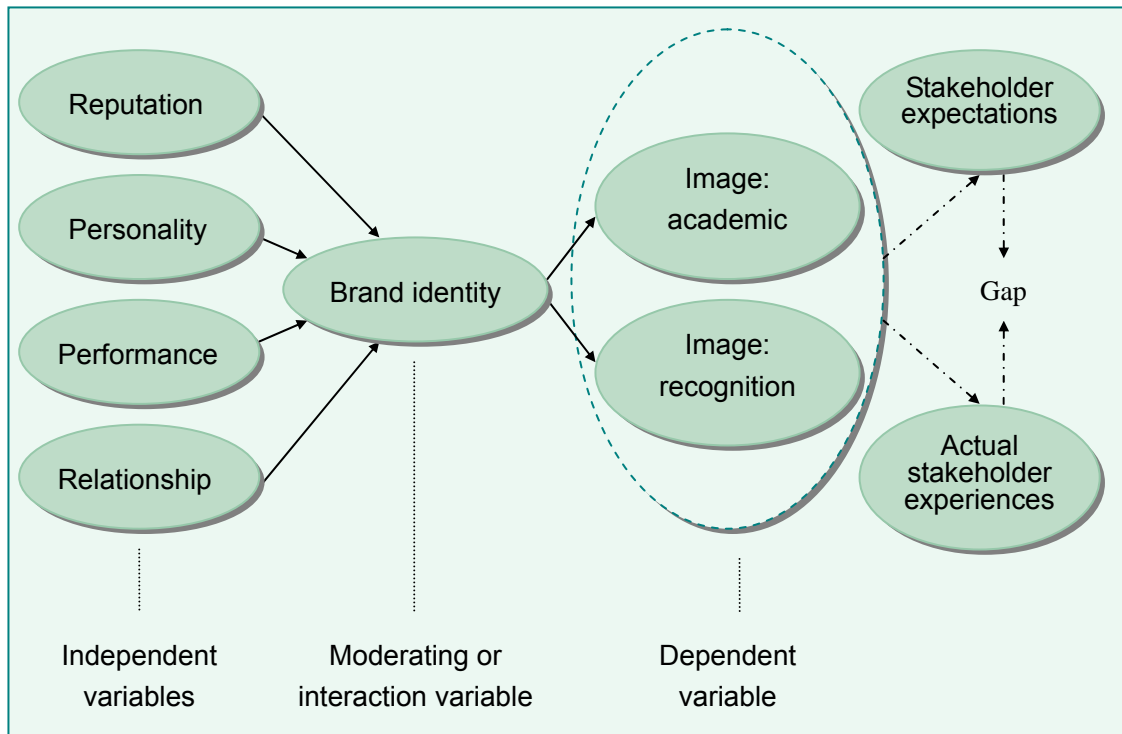 Reputation
Personality
Performance
Relationship
Brand identity
Image:
academic
Image:
recognition
Stakeholder
expectations
Gap
Actual
stakeholder
experiences
Independent
variables
Moderating or
interaction variable
Dependent
variable